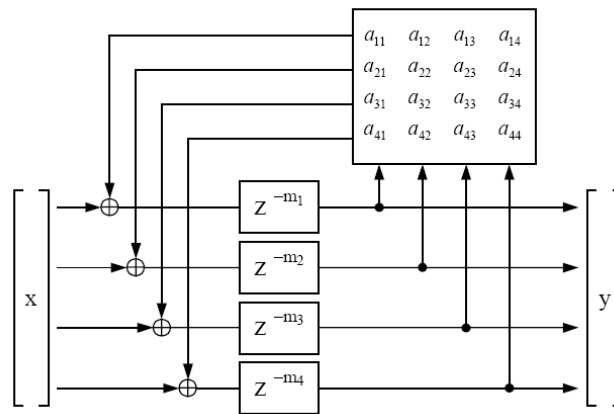 a11 a12 a13 a14
a21 a22 a23 a24
a31 a32 a33 a34
a41 a42 a43 a44
z -m1
z -m2
x y
z -m3
z -m4